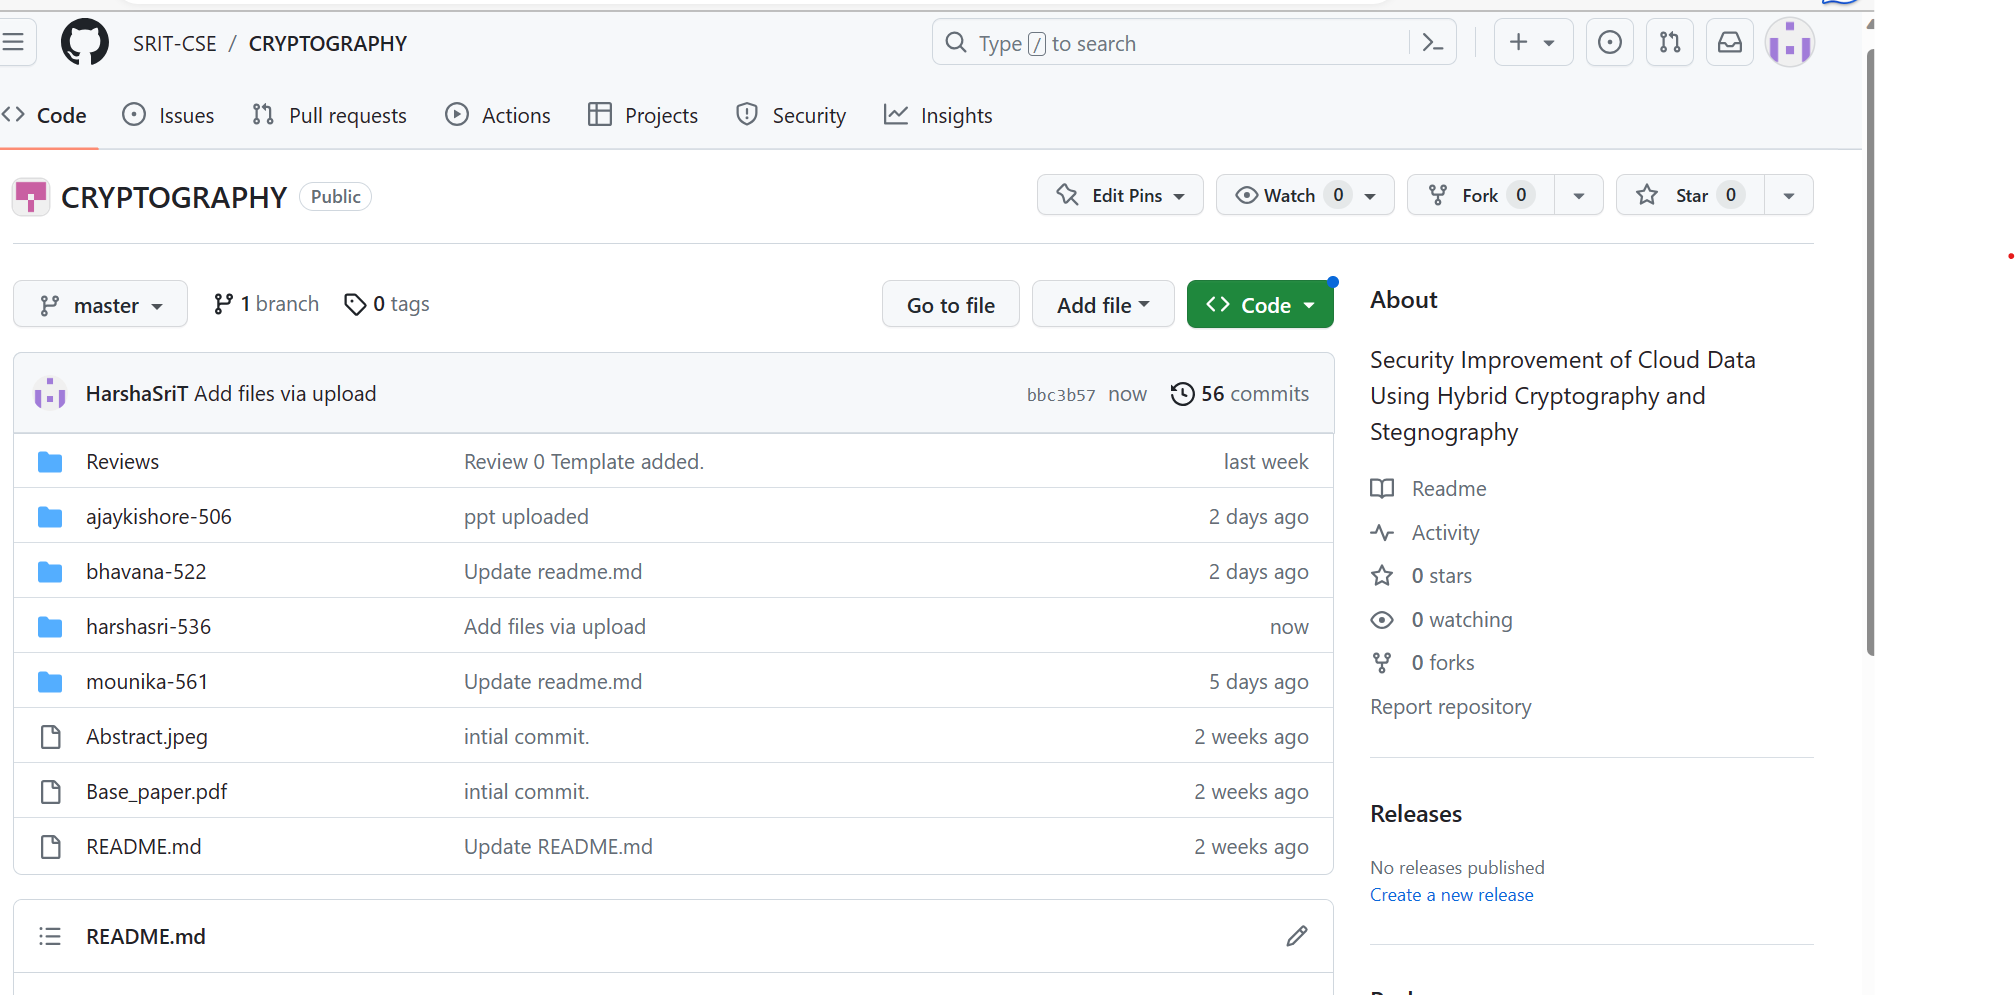 SRIT-CSE / CRYPTOGRAPHY
Type / to search
Code
Issues
Pull requests
Actions
Projects
Security
Insights
CRYPTOGRAPHY Public
Edit Pins
Watch 0
Fork 0
Star 0
master
1 branch
0 tags
Go to file
Add file
Code
HarshaSriT Add files via upload bbc3b57 now 56 commits
Reviews Review 0 Template added. last week
ajaykishore-506 ppt uploaded 2 days ago
bhavana-522 Update readme.md 2 days ago
harshasri-536 Add files via upload now
mounika-561 Update readme.md 5 days ago
Abstract.jpeg intial commit. 2 weeks ago
Base_paper.pdf intial commit. 2 weeks ago
README.md Update README.md 2 weeks ago
README.md
About
Security Improvement of Cloud Data
Using Hybrid Cryptography and
Stegnography
Readme
Activity
0 stars
0 watching
0 forks
Report repository
Releases
No releases published
Create a new release